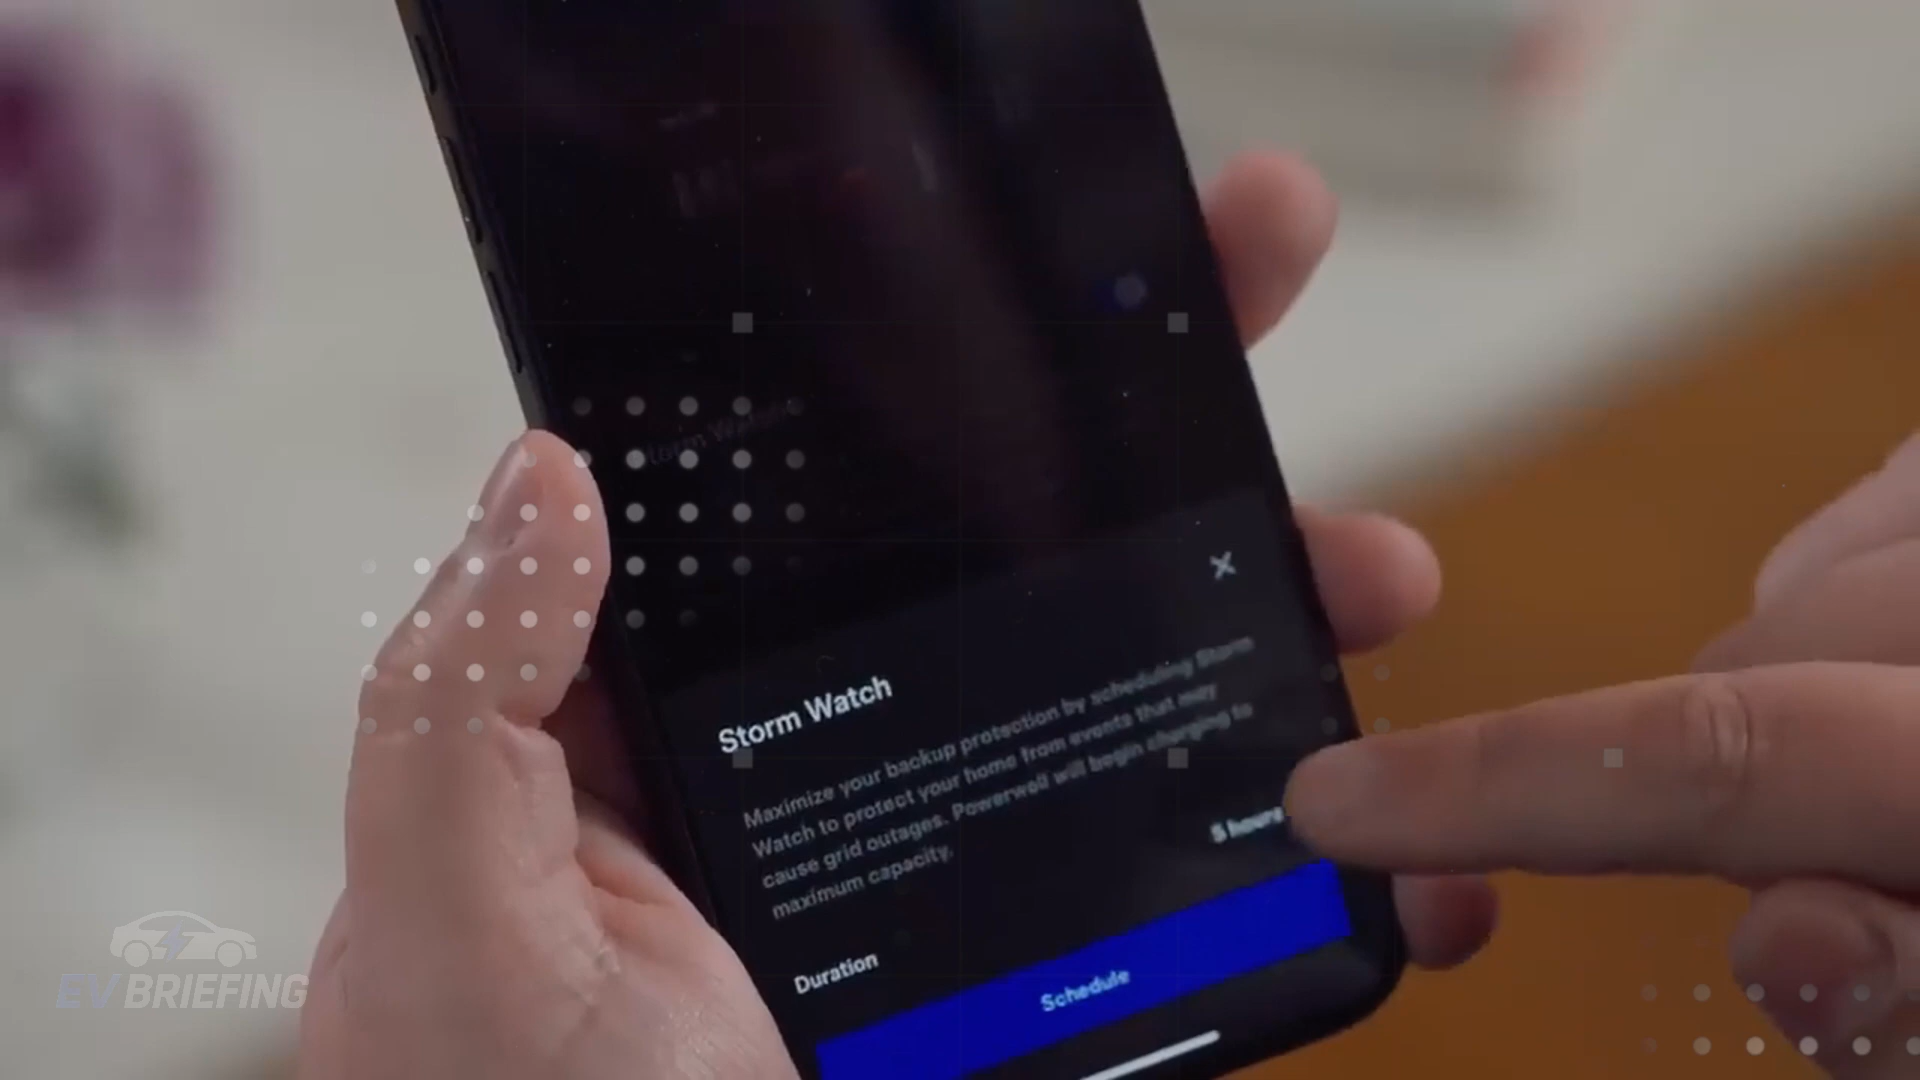 Storm Watch
Maximize your backup protection by scheduling Storm
Watch to protect your home from events that may
cause grid outages. Powerwall will begin charging to
maximum capacity.
5 hours
Duration
Schedule
EV BRIEFING